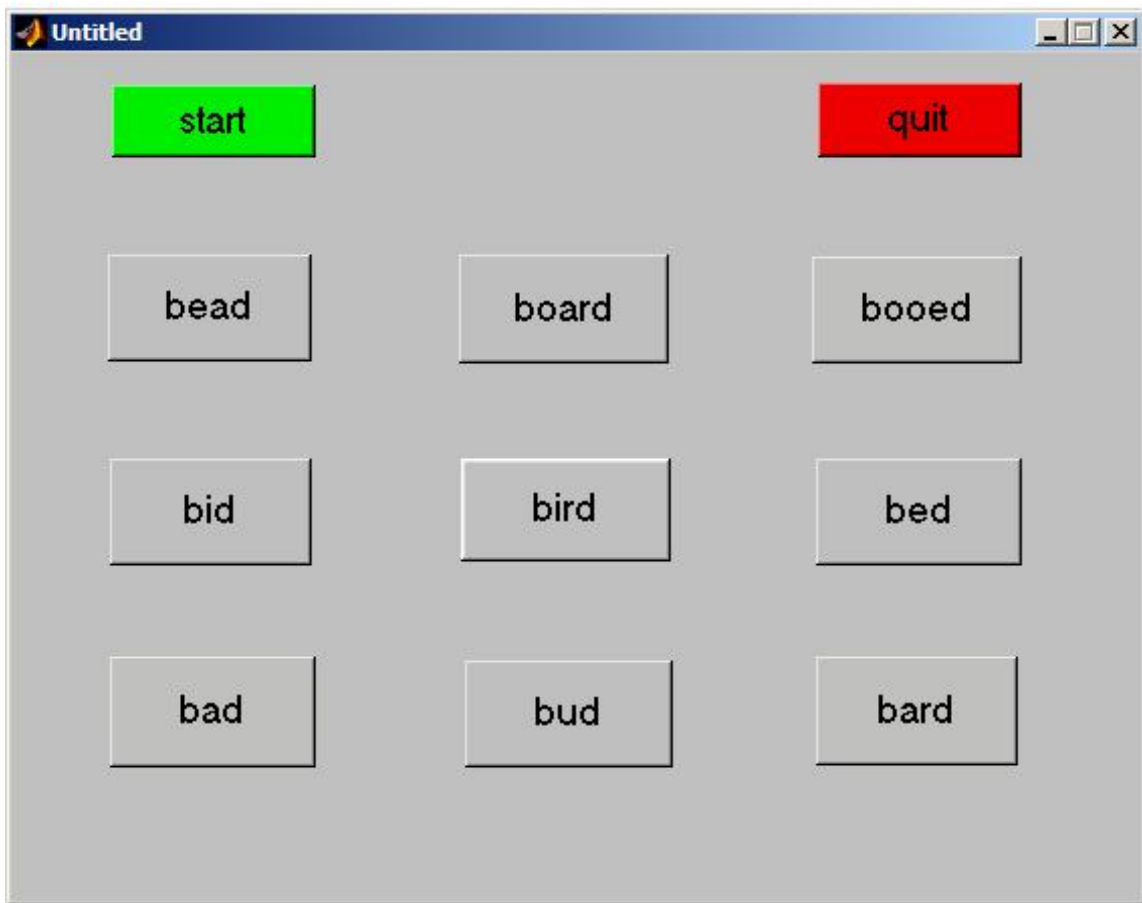 Untitled
start quit
bead board booed
bid bird bed
bad bud bard